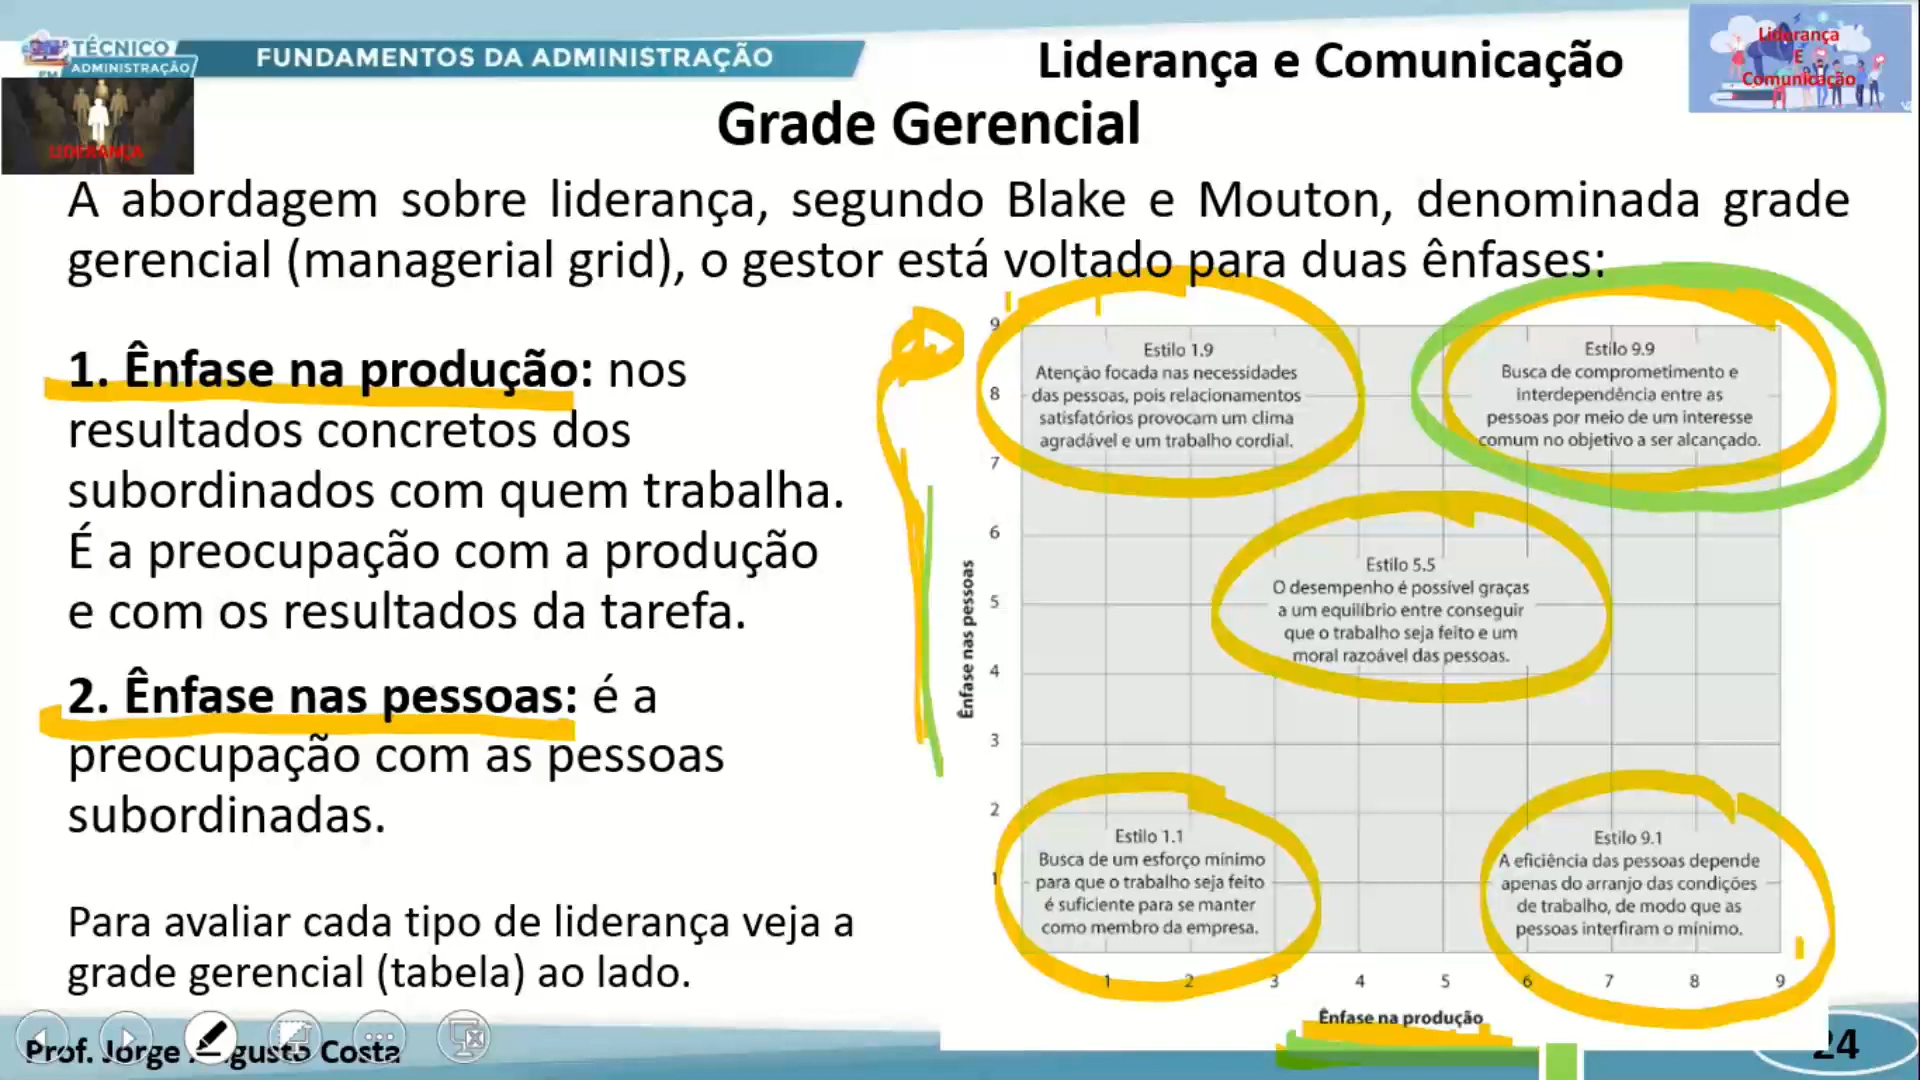 TÉCNICO
EM ADMINISTRAÇÃO
FUNDAMENTOS DA ADMINISTRAÇÃO
Liderança e Comunicação
Liderança
E
Comunicação
LIDERANÇA
Grade Gerencial
A abordagem sobre liderança, segundo Blake e Mouton, denominada grade
gerencial (managerial grid), o gestor está voltado para duas ênfases:
1. Ênfase na produção: nos
resultados concretos dos
subordinados com quem trabalha.
É a preocupação com a produção
e com os resultados da tarefa.
2. Ênfase nas pessoas: é a
preocupação com as pessoas
subordinadas.
Para avaliar cada tipo de liderança veja a
grade gerencial (tabela) ao lado.
Ênfase nas pessoas
9
8
7
6
5
4
3
2
1
Estilo 1.9
Atenção focada nas necessidades
das pessoas, pois relacionamentos
satisfatórios provocam um clima
agradável e um trabalho cordial.
Estilo 9.9
Busca de comprometimento e
interdependência entre as
pessoas por meio de um interesse
comum no objetivo a ser alcançado.
Estilo 5.5
O desempenho é possível graças
a um equilíbrio entre conseguir
que o trabalho seja feito e um
moral razoável das pessoas.
Estilo 1.1
Busca de um esforço mínimo
para que o trabalho seja feito
é suficiente para se manter
como membro da empresa.
Estilo 9.1
A eficiência das pessoas depende
apenas do arranjo das condições
de trabalho, de modo que as
pessoas interfiram o mínimo.
1 2 3 4 5 6 7 8 9
Ênfase na produção
Prof. Jorge Augusto Costa
24